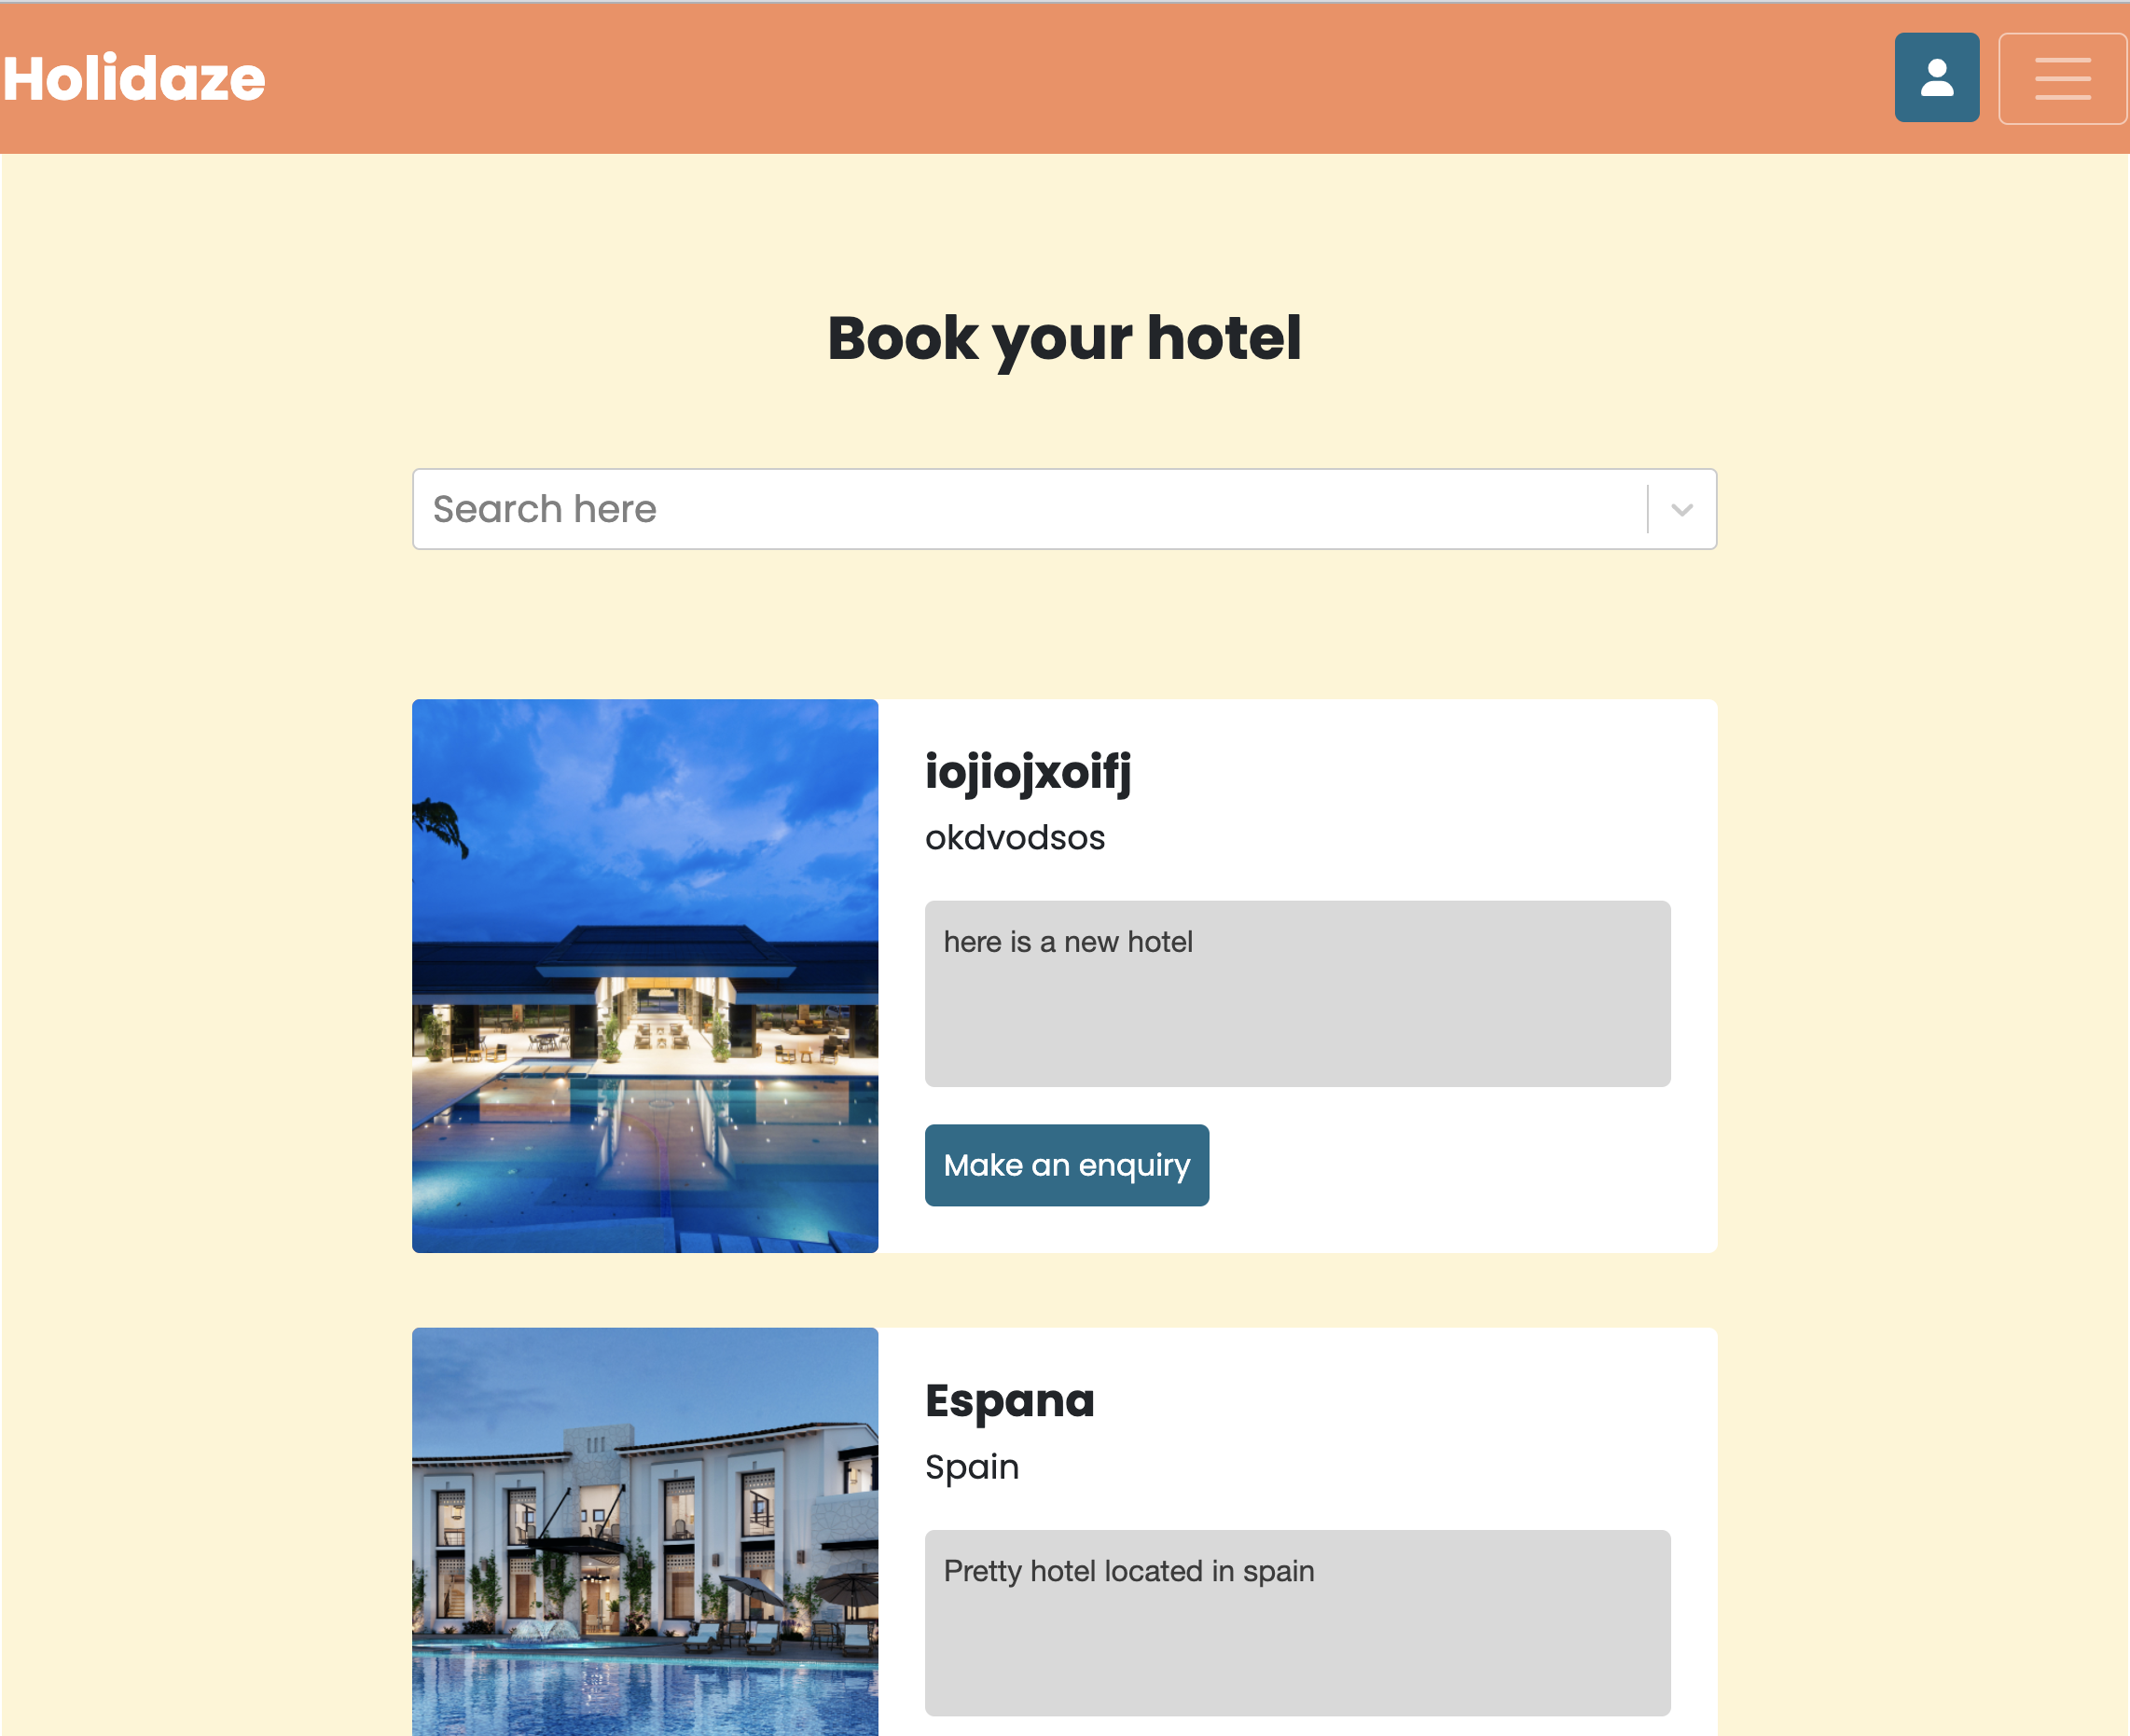 Holidaze
Book your hotel
Search here
iojiojxoifj
okdvodsos
here is a new hotel
Make an enquiry
Espana
Spain
Pretty hotel located in spain